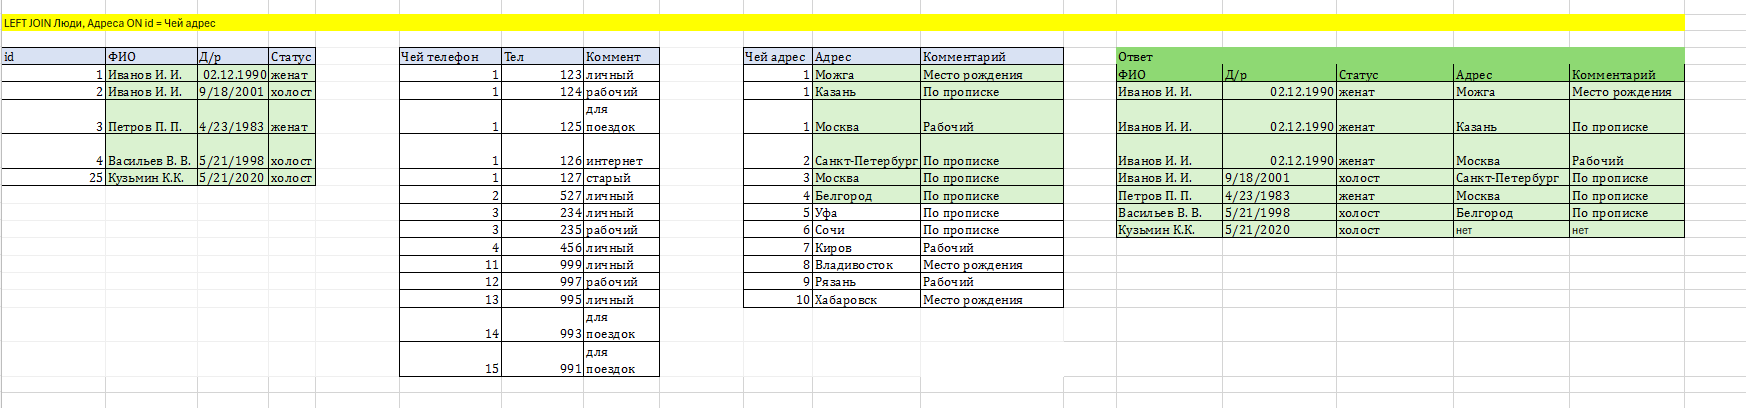 LEFT JOIN Люди, Адреса ON id = Чей адрес
id ФИО Д/р Статус
1 Иванов И. И. 02.12.1990 женат
2 Иванов И. И. 9/18/2001 холост
3 Петров П. П. 4/23/1983 женат
4 Васильев В. В. 5/21/1998 холост
25 Кузьмин К.К. 5/21/2020 холост
Чей телефон Тел Коммент
1 123 личный
1 124 рабочий
для
1 125 поездок
1 126 интернет
1 127 старый
2 527 личный
3 234 личный
3 235 рабочий
4 456 личный
11 999 личный
12 997 рабочий
13 995 личный
для
14 993 поездок
для
15 991 поездок
Чей адрес Адрес Комментарий
1 Можга Место рождения
1 Казань По прописке
1 Москва Рабочий
2 Санкт-Петербург По прописке
3 Москва По прописке
4 Белгород По прописке
5 Уфа По прописке
6 Сочи По прописке
7 Киров Рабочий
8 Владивосток Место рождения
9 Рязань Рабочий
10 Хабаровск Место рождения
Ответ
ФИО Д/р Статус Адрес Комментарий
Иванов И. И. 02.12.1990 женат Можга Место рождения
Иванов И. И. 02.12.1990 женат Казань По прописке
Иванов И. И. 02.12.1990 женат Москва Рабочий
Иванов И. И. 9/18/2001 холост Санкт-Петербург По прописке
Петров П. П. 4/23/1983 женат Москва По прописке
Васильев В. В. 5/21/1998 холост Белгород По прописке
Кузьмин К.К. 5/21/2020 холост нет нет